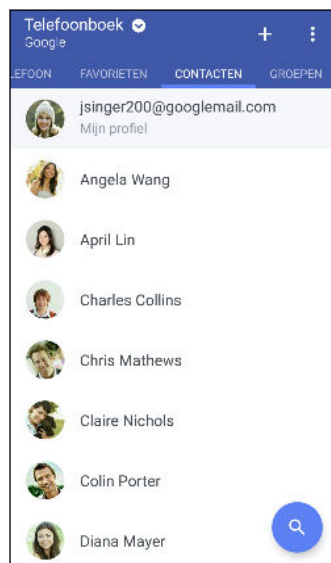 Telefoonboek
Google
LEFOON FAVORIETEN CONTACTEN GROEPEN
jsinger200@googlemail.com
Mijn profiel
Angela Wang
April Lin
Charles Collins
Chris Mathews
Claire Nichols
Colin Porter
Diana Mayer